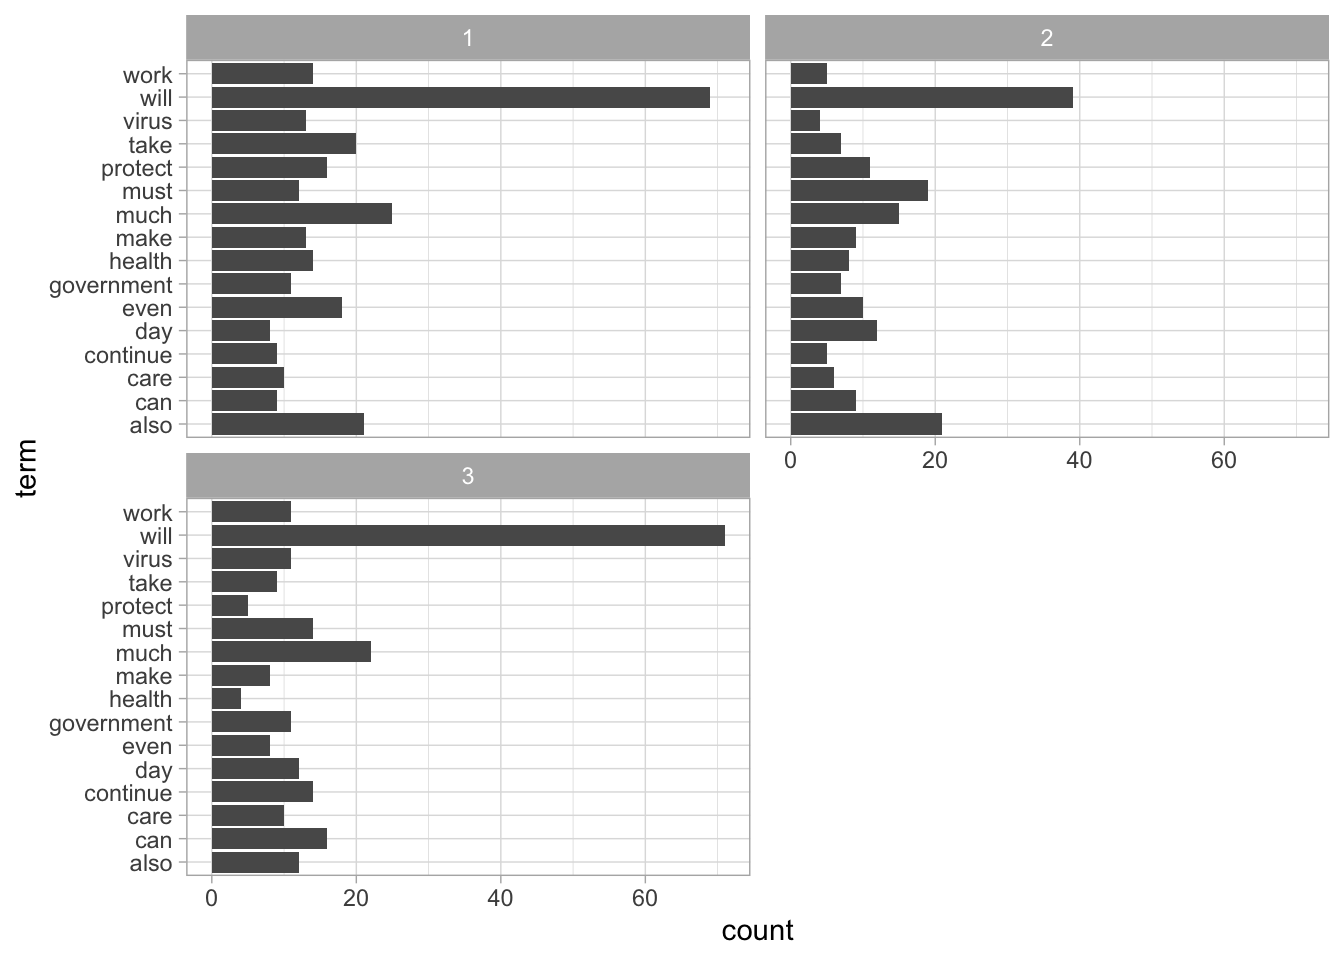 1
2
work
will
virus
take
protect
must
much
make
health
government
even
day
continue
care
can
also
0 20 40 60
term
3
work
will
virus
take
protect
must
much
make
health
government
even
day
continue
care
can
also
0 20 40 60
count